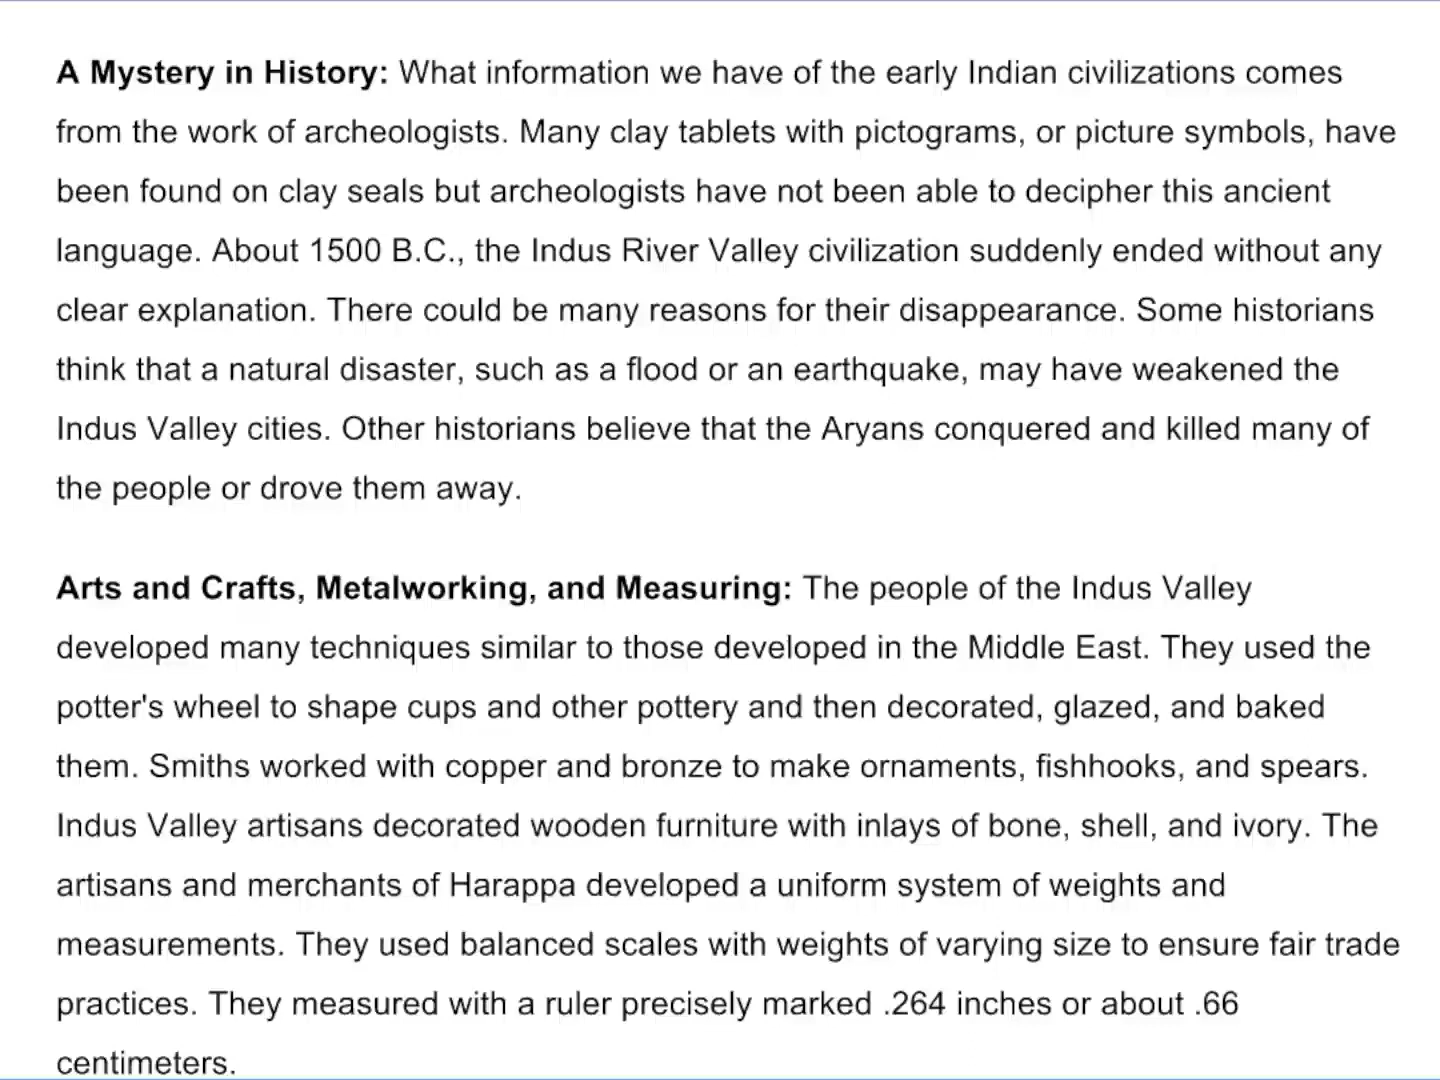 A Mystery in History: What information we have of the early Indian civilizations comes
from the work of archeologists. Many clay tablets with pictograms, or picture symbols, have
been found on clay seals but archeologists have not been able to decipher this ancient
language. About 1500 B.C., the Indus River Valley civilization suddenly ended without any
clear explanation. There could be many reasons for their disappearance. Some historians
think that a natural disaster, such as a flood or an earthquake, may have weakened the
Indus Valley cities. Other historians believe that the Aryans conquered and killed many of
the people or drove them away.
Arts and Crafts, Metalworking, and Measuring: The people of the Indus Valley
developed many techniques similar to those developed in the Middle East. They used the
potter's wheel to shape cups and other pottery and then decorated, glazed, and baked
them. Smiths worked with copper and bronze to make ornaments, fishhooks, and spears.
Indus Valley artisans decorated wooden furniture with inlays of bone, shell, and ivory. The
artisans and merchants of Harappa developed a uniform system of weights and
measurements. They used balanced scales with weights of varying size to ensure fair trade
practices. They measured with a ruler precisely marked .264 inches or about .66
centimeters.